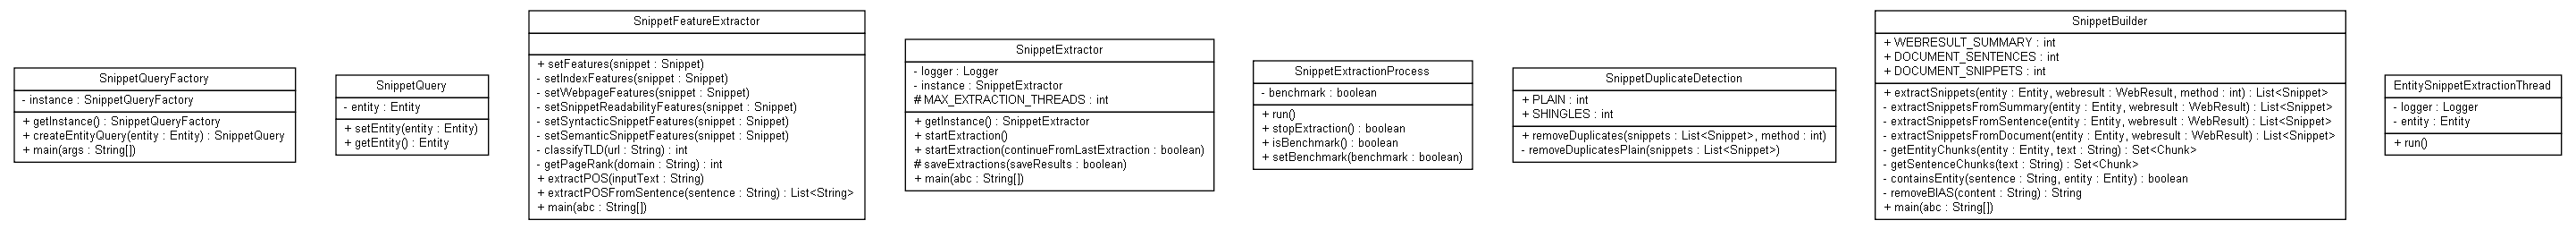 SnippetQueryFactory
- instance : SnippetQueryFactory
+ getInstance() : SnippetQueryFactory
+ createEntityQuery(entity : Entity) : SnippetQuery
+ main(args : String[])
SnippetQuery
- entity : Entity
+ setEntity(entity : Entity)
+ getEntity() : Entity
SnippetFeatureExtractor
+ setFeatures(snippet : Snippet)
- setIndexFeatures(snippet : Snippet)
- setWebpageFeatures(snippet : Snippet)
- setSnippetReadabilityFeatures(snippet : Snippet)
- setSyntacticSnippetFeatures(snippet : Snippet)
- setSemanticSnippetFeatures(snippet : Snippet)
- classifyTLD(url : String) : int
- getPageRank(domain : String) : int
+ extractPOS(inputText : String)
+ extractPOSFromSentence(sentence : String) : List<String>
+ main(abc : String[])
SnippetExtractor
- logger : Logger
- instance : SnippetExtractor
# MAX_EXTRACTION_THREADS : int
+ getInstance() : SnippetExtractor
+ startExtraction()
+ startExtraction(continueFromLastExtraction : boolean)
# saveExtractions(saveResults : boolean)
+ main(abc : String[])
SnippetExtractionProcess
- benchmark : boolean
+ run()
+ stopExtraction() : boolean
+ isBenchmark() : boolean
+ setBenchmark(benchmark : boolean)
SnippetDuplicateDetection
+ PLAIN : int
+ SHINGLES : int
+ removeDuplicates(snippets : List<Snippet>, method : int)
- removeDuplicatesPlain(snippets : List<Snippet>)
SnippetBuilder
+ WEBRESULT_SUMMARY : int
+ DOCUMENT_SENTENCES : int
+ DOCUMENT_SNIPPETS : int
+ extractSnippets(entity : Entity, webresult : WebResult, method : int) : List<Snippet>
- extractSnippetsFromSummary(entity : Entity, webresult : WebResult) : List<Snippet>
- extractSnippetsFromSentence(entity : Entity, webresult : WebResult) : List<Snippet>
- extractSnippetsFromDocument(entity : Entity, webresult : WebResult) : List<Snippet>
- getEntityChunks(entity : Entity, text : String) : Set<Chunk>
- getSentenceChunks(text : String) : Set<Chunk>
- containsEntity(sentence : String, entity : Entity) : boolean
- removeBIAS(content : String) : String
+ main(abc : String[])
EntitySnippetExtractionThread
- logger : Logger
- entity : Entity
+ run()